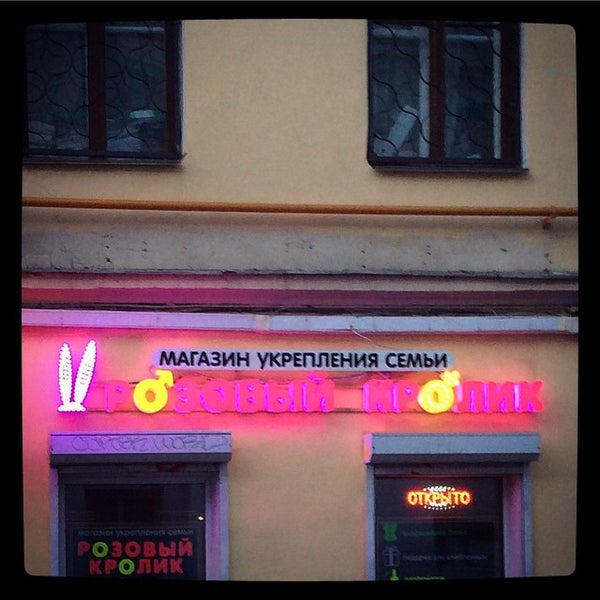 МАГАЗИН УКРЕПЛЕНИЯ СЕМЬИ
РОЗОВЫЙ КРОЛИК
ОТКРЫТО
магазин укрепления семьи
РОЗОВЫЙ
КРОЛИК